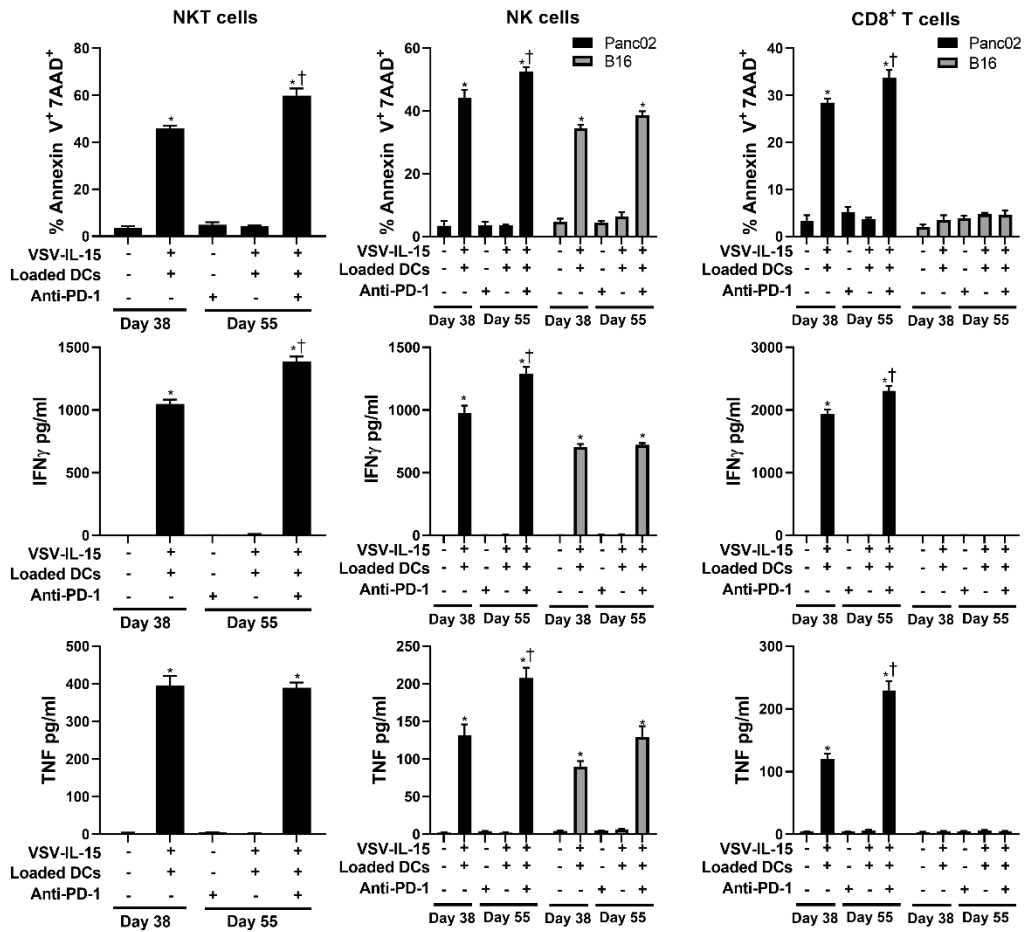 NKT cells
% Annexin V⁺ 7AAD⁺
80
60
40
20
0
*
*†
VSV-IL-15 - + - + +
Loaded DCs - + - + +
Anti-PD-1 + - +
Day 38 Day 55
NK cells
Panc02
B16
% Annexin V⁺ 7AAD⁺
60
40
20
0
*
*†
*
*
VSV-IL-15 - + - + + - + - + +
Loaded DCs - + - + + - + - + +
Anti-PD-1 - - + - + - - + - +
Day 38 Day 55 Day 38 Day 55
CD8⁺ T cells
Panc02
B16
% Annexin V⁺ 7AAD⁺
40
30
20
10
0
*
*†
VSV-IL-15 - + - + + - + - + +
Loaded DCs - + - + + - + - + +
Anti-PD-1 - - + - + - - + - +
Day 38 Day 55 Day 38 Day 55
IFNγ pg/ml
1500
1000
500
0
*
*†
VSV-IL-15 - + - + +
Loaded DCs - + - + +
Anti-PD-1 - - + - +
Day 38 Day 55
IFNγ pg/ml
1500
1000
500
0
*
*†
*
*
VSV-IL-15 - + - + + - + - + +
Loaded DCs - + - + + - + - + +
Anti-PD-1 - - + - + - - + - +
Day 38 Day 55 Day 38 Day 55
IFNγ pg/ml
3000
2000
1000
0
*
*†
VSV-IL-15 - + - + + - + - + +
Loaded DCs - + - + + - + - + +
Anti-PD-1 - - + - + - - + - +
Day 38 Day 55 Day 38 Day 55
TNF pg/ml
500
400
300
200
100
0
*
*
VSV-IL-15 - + - + +
Loaded DCs - + - + +
Anti-PD-1 - - + - +
Day 38 Day 55
TNF pg/ml
250
200
150
100
50
0
*
*†
*
*
VSV-IL-15 - + - + + - + - + +
Loaded DCs - + - + + - + - + +
Anti-PD-1 - - + - + - - + - +
Day 38 Day 55 Day 38 Day 55
TNF pg/ml
300
200
100
0
*
*†
VSV-IL-15 - + - + + - + - + +
Loaded DCs - + - + + - + - + +
Anti-PD-1 - - + - + - - + - +
Day 38 Day 55 Day 38 Day 55